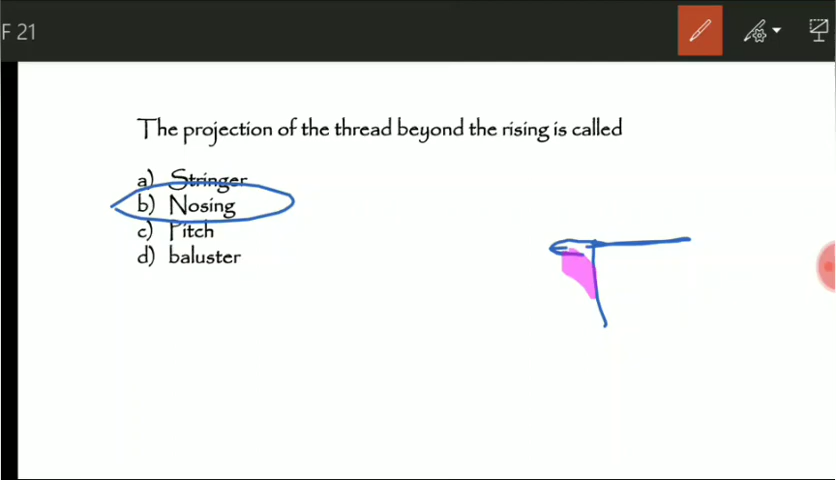 F 21
The projection of the thread beyond the rising is called
a) Stringer
b) Nosing
c) Pitch
d) baluster